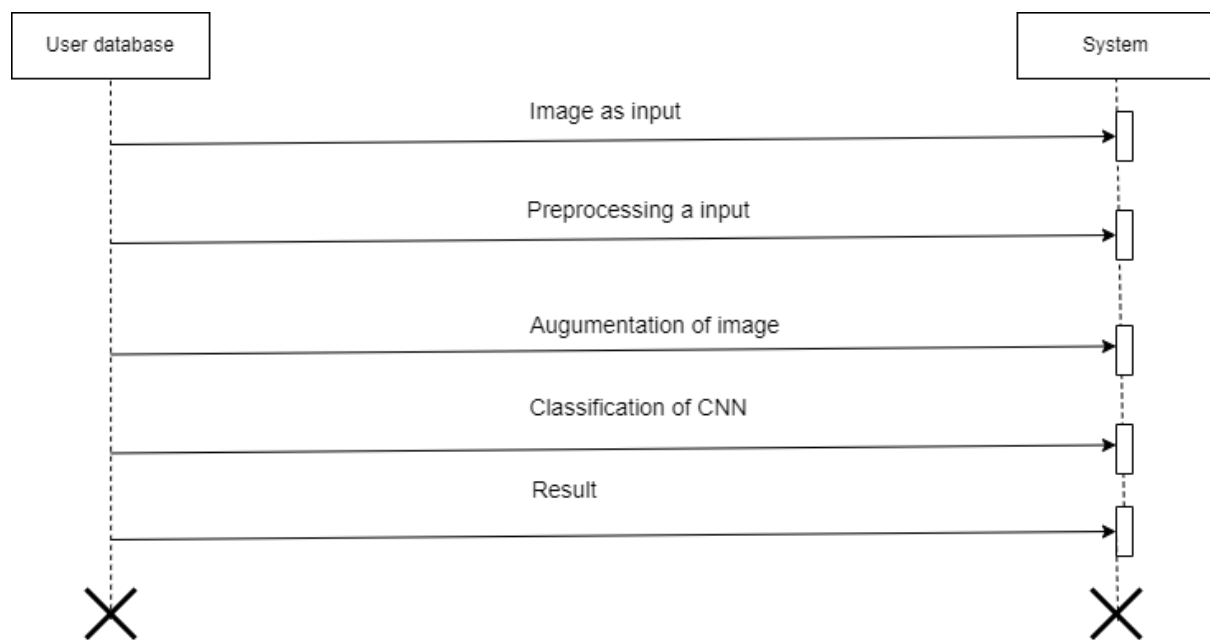 User database
System
Image as input
Preprocessing a input
Augumentation of image
Classification of CNN
Result